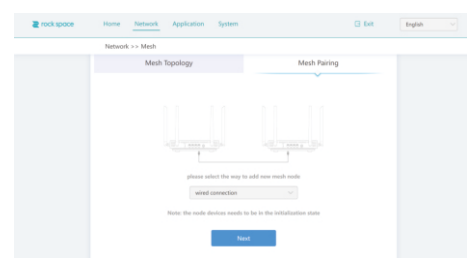 rock space
Home Network Application System Exit English
Network >> Mesh
Mesh Topology Mesh Pairing
please select the way to add new mesh node
wired connection
Note: the node devices needs to be in the initialization state
Next